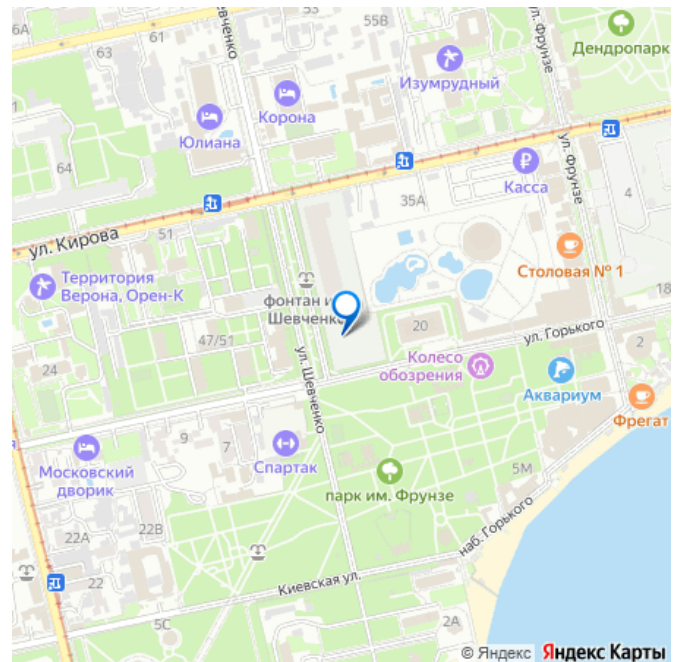 6А
63
61
53
55В
ул. Фрунзе
Дендропарк
вченко
Изумрудный
Корона
Юлиана
64
ул. Фрунзе
Касса
4
35А
ул. Кирова
51
Столовая № 1
Территория
Верона, Орен-К
фонтан и
Шевченко
18
20
ул. Горького
47/51
2
24
ул. Шевченко
Колесо
обозрения
Аквариум
Фрегат
9
7
Московский
дворик
Спартак
5М
парк им. Фрунзе
22В
22А
наб. Горького
22
Киевская ул.
5С
2А
© Яндекс Яндекс Карты